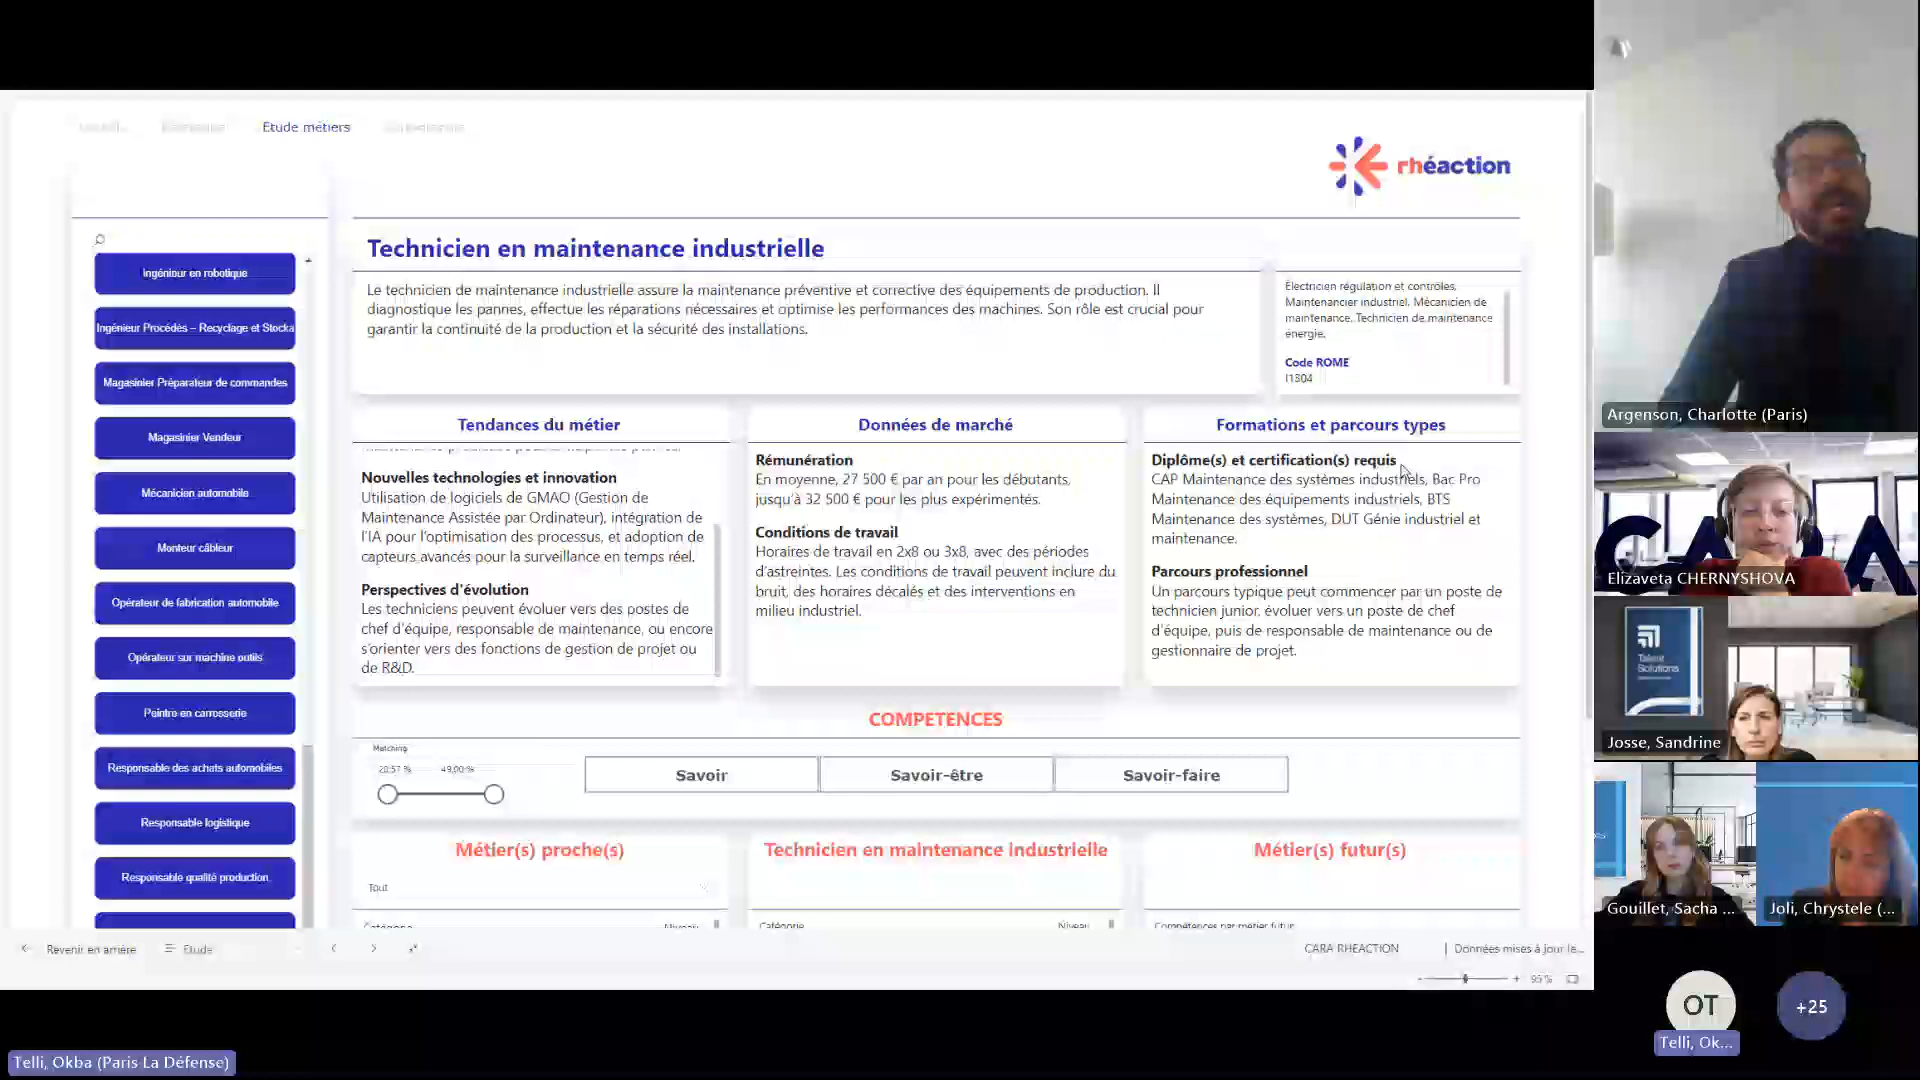 Etude métiers
rhéaction
Ingénieur en robotique
Ingénieur Procédés – Recyclage et Stocka
Magasinier Préparateur de commandes
Magasinier Vendeur
Mécanicien automobile
Monteur câbleur
Opérateur de fabrication automobile
Opérateur sur machine outils
Peintre en carrosserie
Responsable des achats automobiles
Responsable logistique
Responsable qualité production
Technicien en maintenance industrielle
Le technicien de maintenance industrielle assure la maintenance préventive et corrective des équipements de production. Il
diagnostique les pannes, effectue les réparations nécessaires et optimise les performances des machines. Son rôle est crucial pour
garantir la continuité de la production et la sécurité des installations.
Électricien régulation et contrôles,
Maintenancier industriel, Mécanicien de
maintenance, Technicien de maintenance
énergie.
Code ROME
I1304
Tendances du métier
Nouvelles technologies et innovation
Utilisation de logiciels de GMAO (Gestion de
Maintenance Assistée par Ordinateur), intégration de
l'IA pour l'optimisation des processus, et adoption de
capteurs avancés pour la surveillance en temps réel.
Perspectives d'évolution
Les techniciens peuvent évoluer vers des postes de
chef d'équipe, responsable de maintenance, ou encore
s'orienter vers des fonctions de gestion de projet ou
de R&D.
Données de marché
Rémunération
En moyenne, 27 500 € par an pour les débutants,
jusqu'à 32 500 € pour les plus expérimentés.
Conditions de travail
Horaires de travail en 2x8 ou 3x8, avec des périodes
d'astreintes. Les conditions de travail peuvent inclure du
bruit, des horaires décalés et des interventions en
milieu industriel.
Formations et parcours types
Diplôme(s) et certification(s) requis
CAP Maintenance des systèmes industriels, Bac Pro
Maintenance des équipements industriels, BTS
Maintenance des systèmes, DUT Génie industriel et
maintenance.
Parcours professionnel
Un parcours typique peut commencer par un poste de
technicien junior, évoluer vers un poste de chef
d'équipe, puis de responsable de maintenance ou de
gestionnaire de projet.
COMPETENCES
Matching
20,57 % 49,00 %
Savoir
Savoir-être
Savoir-faire
Métier(s) proche(s)
Tout
Catégorie Niveau
Technicien en maintenance industrielle
Catégorie Niveau
Métier(s) futur(s)
Compétences par métier futur
Revenir en arrière
Etude
CARA RHEACTION
Données mises à jour le...
95 %
Argenson, Charlotte (Paris)
CARA
Elizaveta CHERNYSHOVA
Talent
Solutions
Josse, Sandrine
Gouillet, Sacha ...
Joli, Chrystele (...
OT
+25
Telli, Ok...
Telli, Okba (Paris La Défense)